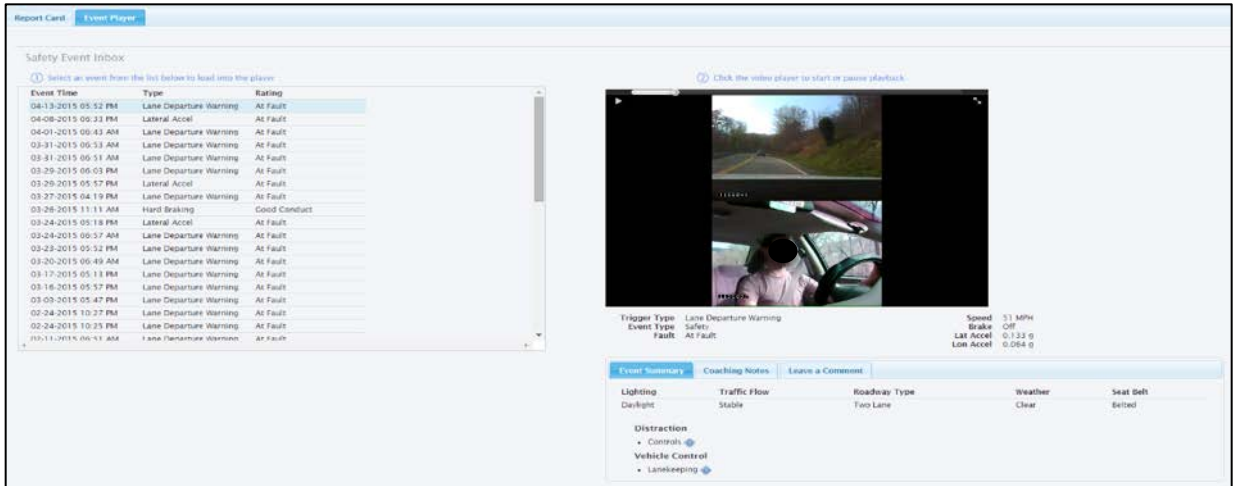 Report Card Event Player
Safety Event Inbox
1 Select an event from the list below to load into the player
Event Time Type Rating
04-13-2015 05:52 PM Lane Departure Warning At Fault
04-08-2015 06:33 PM Lateral Accel At Fault
04-01-2015 06:43 AM Lane Departure Warning At Fault
03-31-2015 06:53 AM Lane Departure Warning At Fault
03-31-2015 06:51 AM Lane Departure Warning At Fault
03-29-2015 06:03 PM Lane Departure Warning At Fault
03-29-2015 05:57 PM Lateral Accel At Fault
03-27-2015 04:19 PM Lane Departure Warning At Fault
03-26-2015 11:11 AM Hard Braking Good Conduct
03-24-2015 05:18 PM Lateral Accel At Fault
03-24-2015 06:57 AM Lane Departure Warning At Fault
03-23-2015 05:52 PM Lane Departure Warning At Fault
03-20-2015 06:49 AM Lane Departure Warning At Fault
03-17-2015 05:13 PM Lane Departure Warning At Fault
03-16-2015 05:57 PM Lane Departure Warning At Fault
03-03-2015 05:47 PM Lane Departure Warning At Fault
02-24-2015 10:27 PM Lane Departure Warning At Fault
02-24-2015 10:25 PM Lane Departure Warning At Fault
02-11-2015 06:51 AM Lane Departure Warning At Fault
2 Click the video player to start or pause playback
Trigger Type Lane Departure Warning Speed 51 MPH
Event Type Safety Brake Off
Fault At Fault Lat Accel 0.133 g
Lon Accel 0.064 g
Event Summary Coaching Notes Leave a Comment
Lighting Traffic Flow Roadway Type Weather Seat Belt
Daylight Stable Two Lane Clear Belted
Distraction
• Controls
Vehicle Control
• Lanekeeping